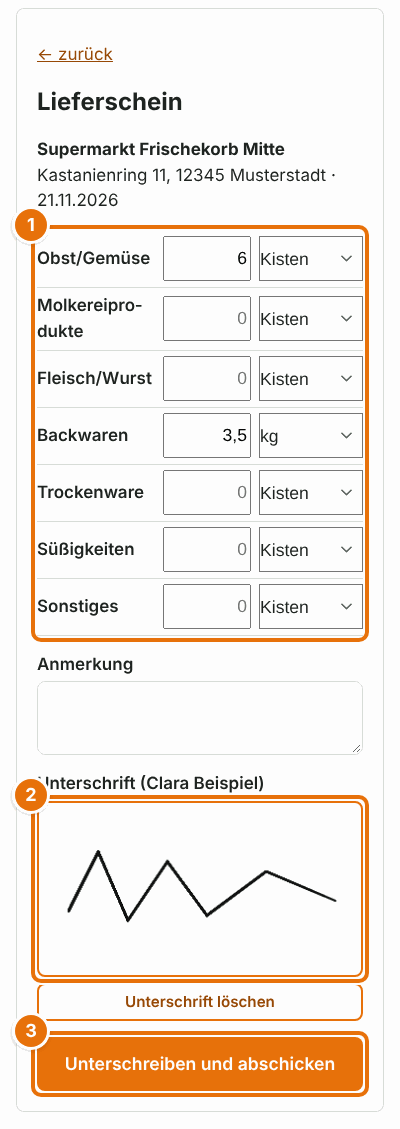 ← zurück
Lieferschein
Supermarkt Frischekorb Mitte
Kastanienring 11, 12345 Musterstadt ·
21.11.2026
1
Obst/Gemüse 6 Kisten
Molkereipro-
dukte 0 Kisten
Fleisch/Wurst 0 Kisten
Backwaren 3,5 kg
Trockenware 0 Kisten
Süßigkeiten 0 Kisten
Sonstiges 0 Kisten
Anmerkung
Unterschrift (Clara Beispiel)
2
Unterschrift löschen
3
Unterschreiben und abschicken